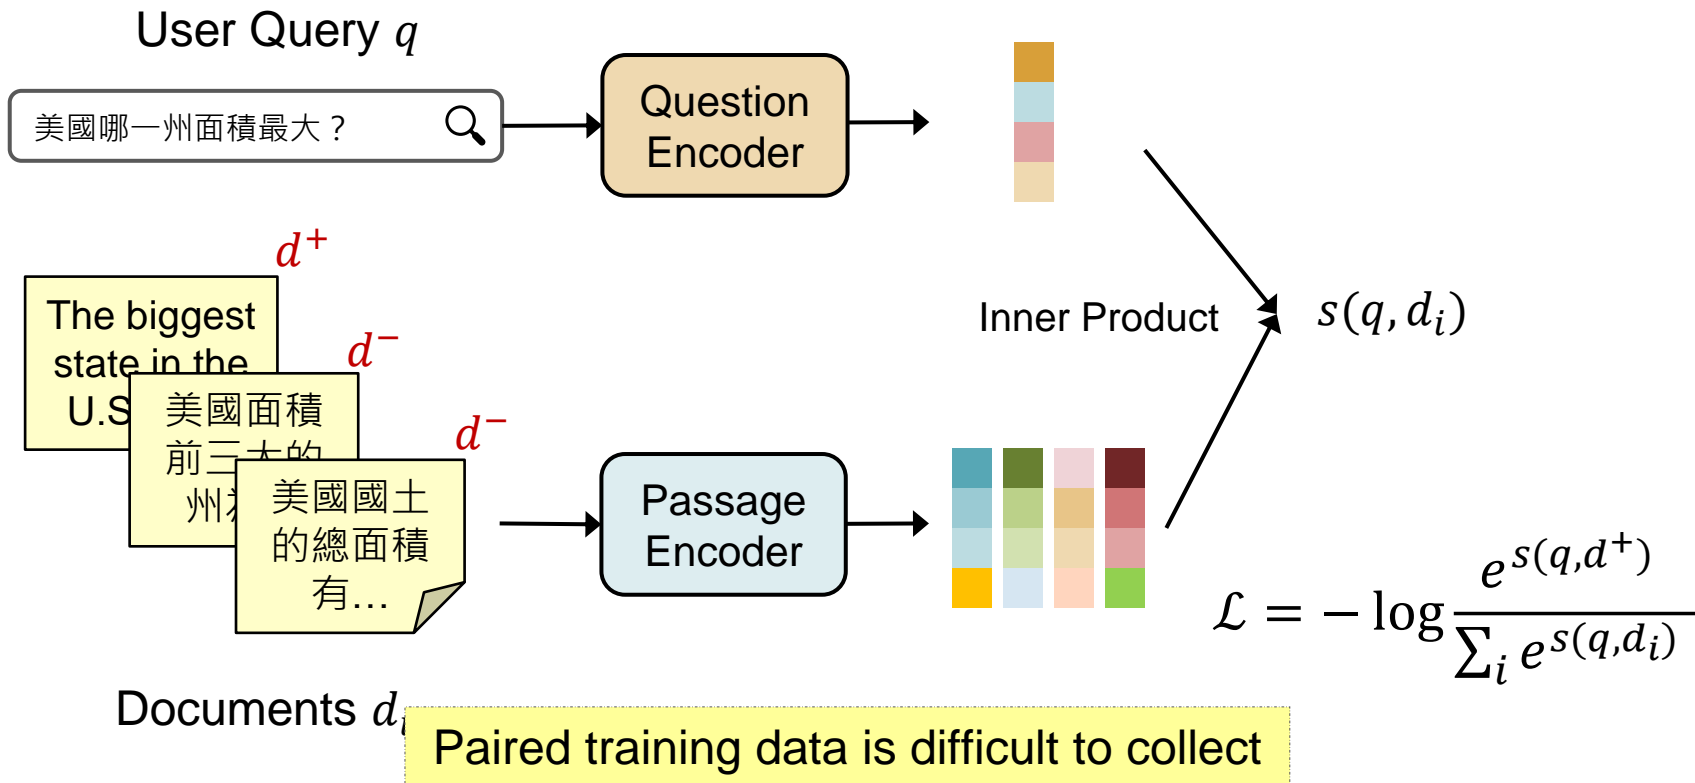 User Query q
美國哪一州面積最大？
Question
Encoder
d⁺
The biggest
state in the
U.S
d⁻
美國面積
前三大的
州
d⁻
美國國土
的總面積
有...
Passage
Encoder
Inner Product
s(q, dᵢ)
ℒ = − log e^{s(q,d⁺)} / ∑ᵢ e^{s(q,dᵢ)}
Documents dᵢ
Paired training data is difficult to collect